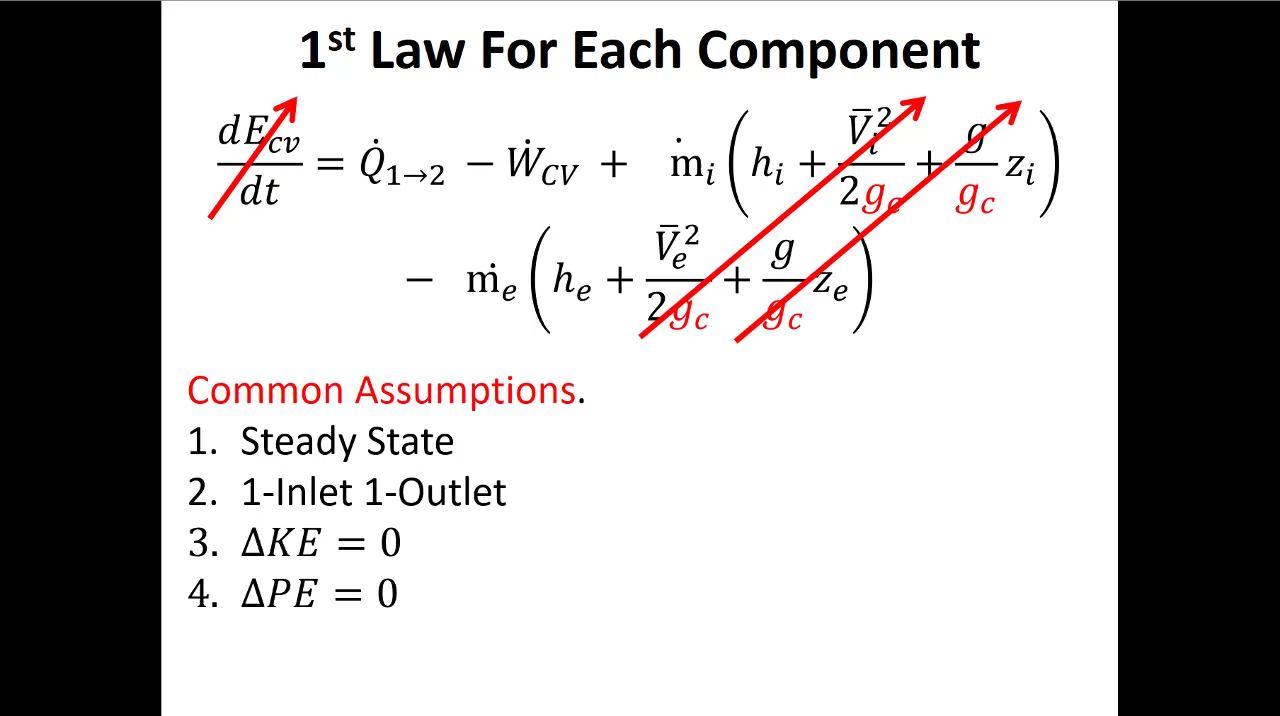 1st Law For Each Component
dE_cv/dt = Q̇_1→2 − Ẇ_CV + ṁ_i (h_i + V̄_i²/2g_c + g/g_c z_i)
− ṁ_e (h_e + V̄_e²/2g_c + g/g_c z_e)
Common Assumptions.
1. Steady State
2. 1-Inlet 1-Outlet
3. ΔKE = 0
4. ΔPE = 0